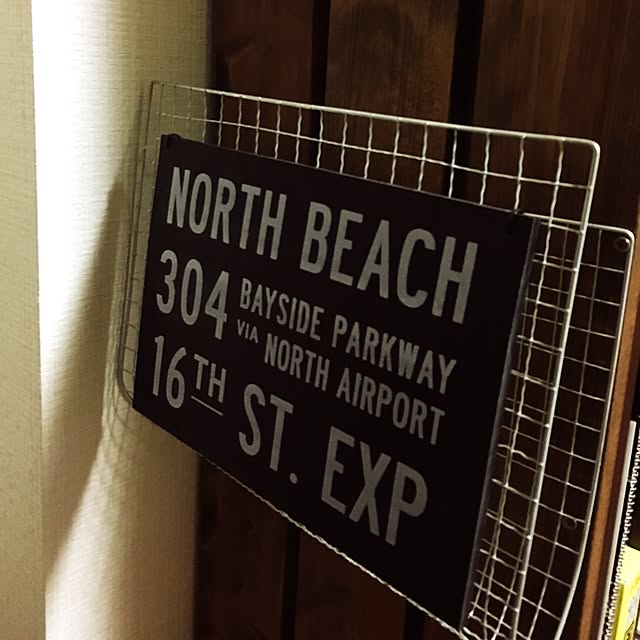 NORTH BEACH
304 BAYSIDE PARKWAY
VIA NORTH AIRPORT
16TH ST. EXP